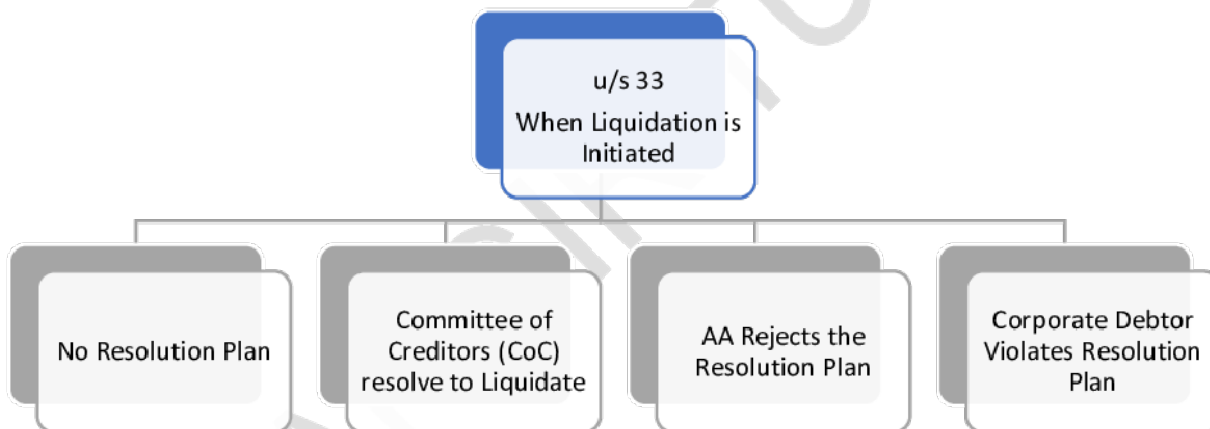 u/s 33
When Liquidation is
Initiated
No Resolution Plan
Committee of
Creditors (CoC)
resolve to Liquidate
AA Rejects the
Resolution Plan
Corporate Debtor
Violates Resolution
Plan